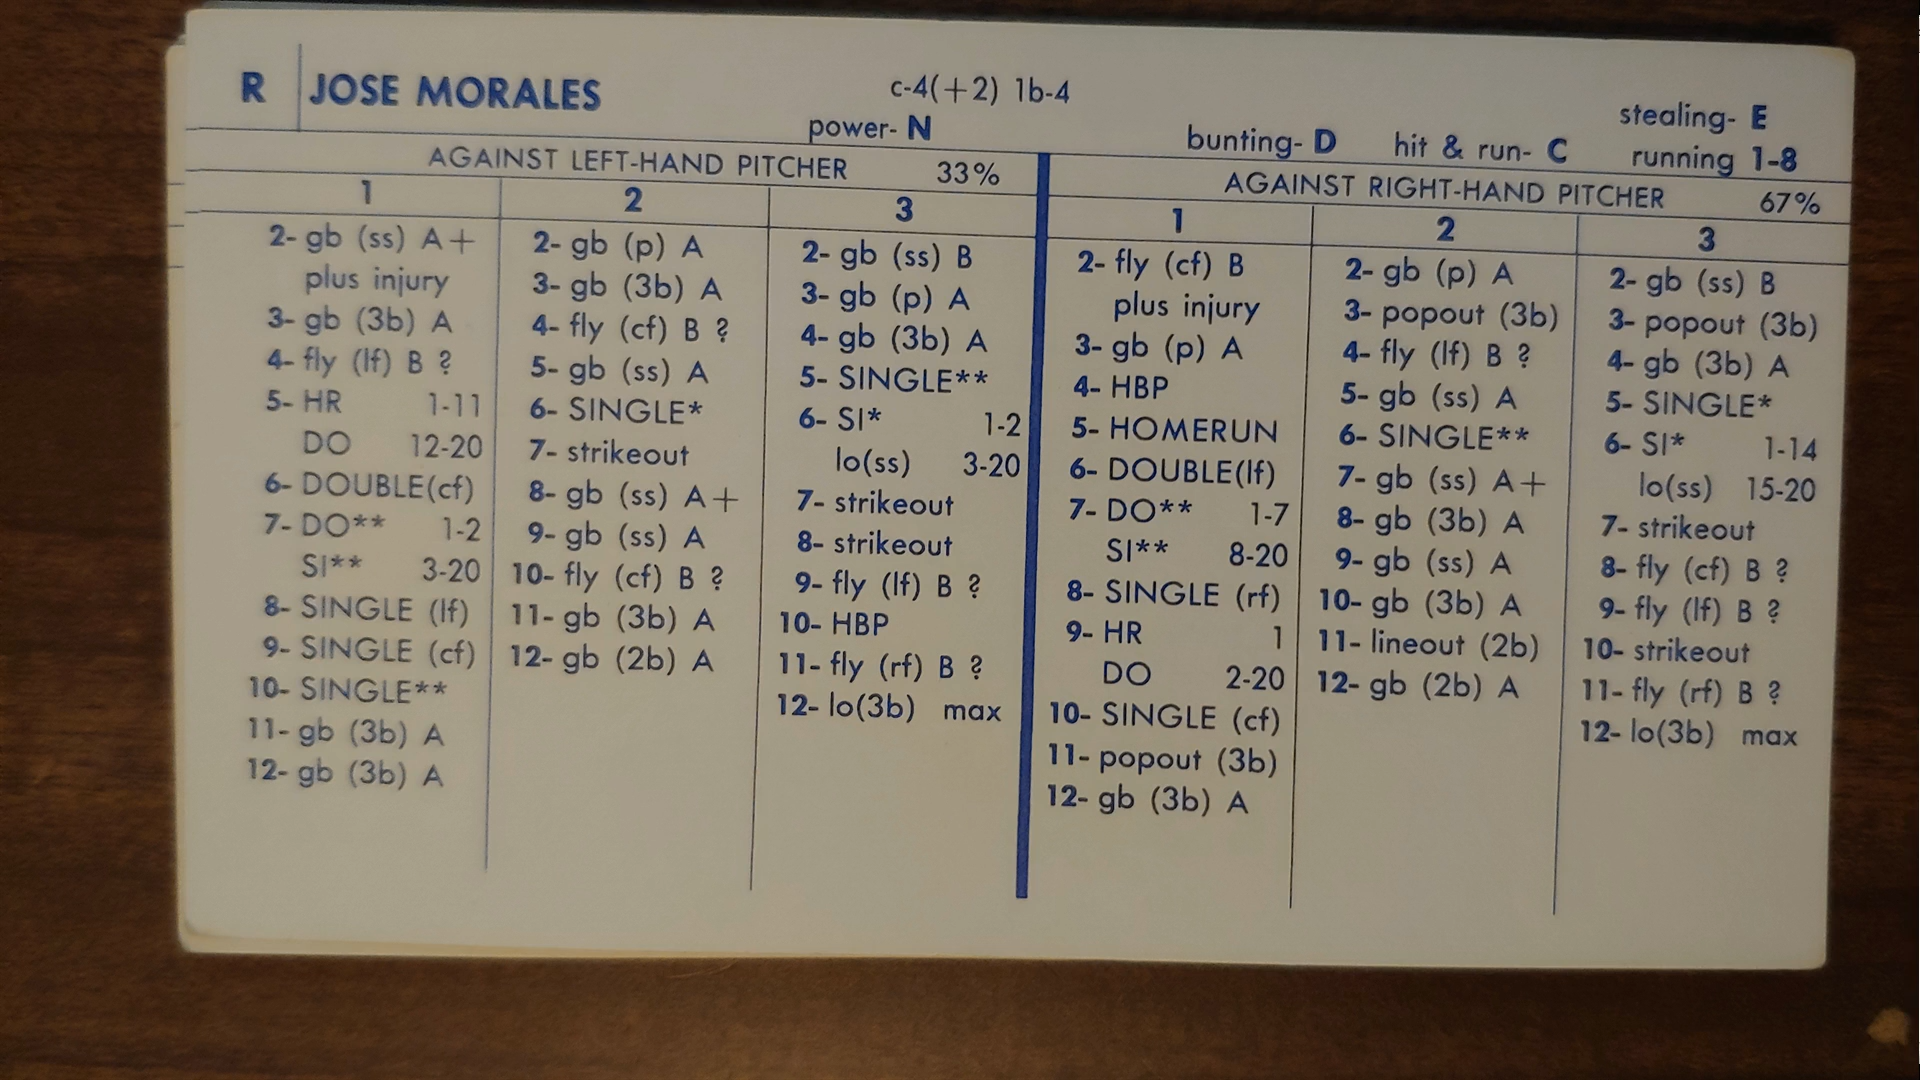 R JOSE MORALES c-4(+2) 1b-4
power- N bunting- D hit & run- C stealing- E
running 1-8
AGAINST LEFT-HAND PITCHER 33%
1
2- gb (ss) A+
plus injury
3- gb (3b) A
4- fly (lf) B ?
5- HR 1-11
DO 12-20
6- DOUBLE(cf)
7- DO** 1-2
SI** 3-20
8- SINGLE (lf)
9- SINGLE (cf)
10- SINGLE**
11- gb (3b) A
12- gb (3b) A
2
2- gb (p) A
3- gb (3b) A
4- fly (cf) B ?
5- gb (ss) A
6- SINGLE*
7- strikeout
8- gb (ss) A+
9- gb (ss) A
10- fly (cf) B ?
11- gb (3b) A
12- gb (2b) A
3
2- gb (ss) B
3- gb (p) A
4- gb (3b) A
5- SINGLE**
6- SI* 1-2
lo(ss) 3-20
7- strikeout
8- strikeout
9- fly (lf) B ?
10- HBP
11- fly (rf) B ?
12- lo(3b) max
AGAINST RIGHT-HAND PITCHER 67%
1
2- fly (cf) B
plus injury
3- gb (p) A
4- HBP
5- HOMERUN
6- DOUBLE(lf)
7- DO** 1-7
SI** 8-20
8- SINGLE (rf)
9- HR 1
DO 2-20
10- SINGLE (cf)
11- popout (3b)
12- gb (3b) A
2
2- gb (p) A
3- popout (3b)
4- fly (lf) B ?
5- gb (ss) A
6- SINGLE**
7- gb (ss) A+
8- gb (3b) A
9- gb (ss) A
10- gb (3b) A
11- lineout (2b)
12- gb (2b) A
3
2- gb (ss) B
3- popout (3b)
4- gb (3b) A
5- SINGLE*
6- SI* 1-14
lo(ss) 15-20
7- strikeout
8- fly (cf) B ?
9- fly (lf) B ?
10- strikeout
11- fly (rf) B ?
12- lo(3b) max